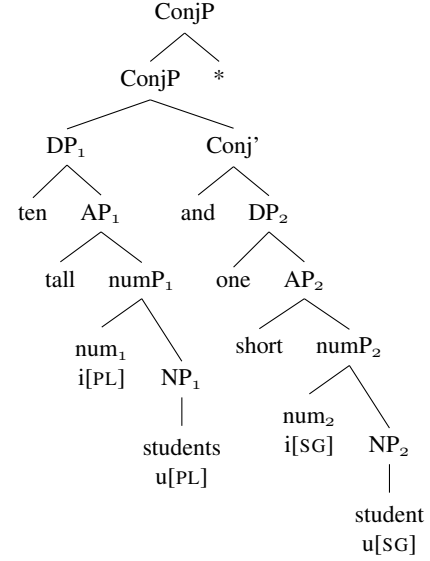 ConjP
ConjP *
DP₁ Conj’
ten AP₁ and DP₂
tall numP₁ one AP₂
num₁ short numP₂
i[PL] NP₁
num₂
students i[SG] NP₂
u[PL]
student
u[SG]